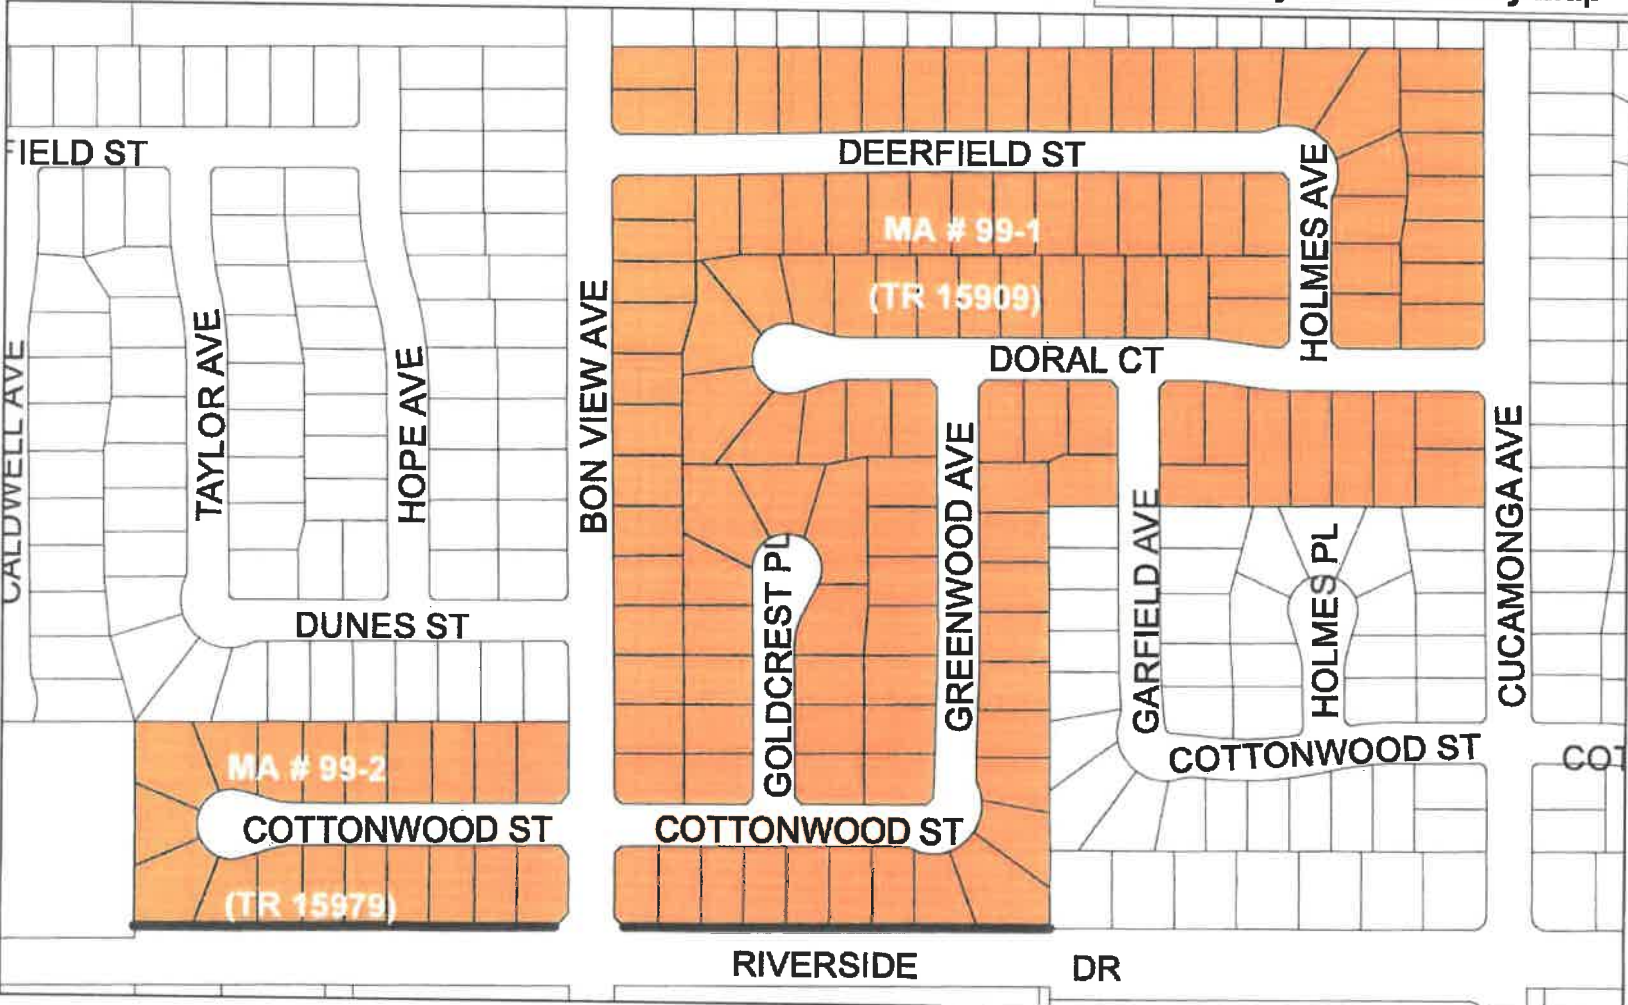 FIELD ST
DEERFIELD ST
HOLMES AVE
MA # 99-1
(TR 15909)
DORAL CT
CALDWELL AVE
TAYLOR AVE
HOPE AVE
BON VIEW AVE
GREENWOOD AVE
GARFIELD AVE
CUCAMONGA AVE
GOLDCREST PL
HOLMES PL
DUNES ST
MA # 99-2
COTTONWOOD ST
COTTONWOOD ST
COTTONWOOD ST
COT
(TR 15979)
RIVERSIDE DR